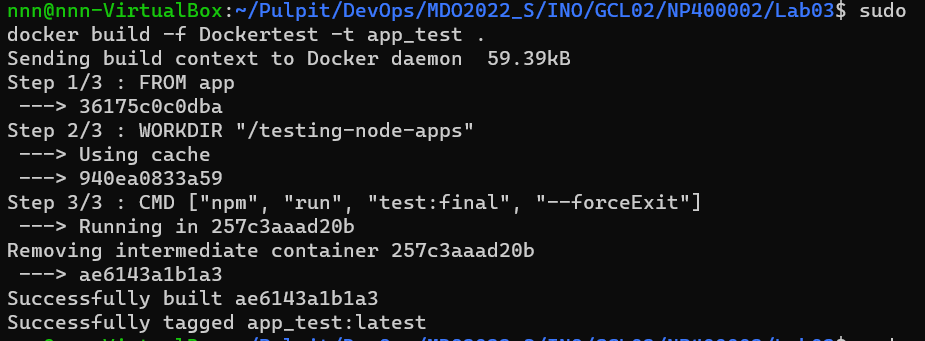 nnn@nnn-VirtualBox:~/Pulpit/DevOps/MDO2022_S/INO/GCL02/NP400002/Lab03$ sudo
docker build -f Dockertest -t app_test .
Sending build context to Docker daemon  59.39kB
Step 1/3 : FROM app
 ---> 36175c0c0dba
Step 2/3 : WORKDIR "/testing-node-apps"
 ---> Using cache
 ---> 940ea0833a59
Step 3/3 : CMD ["npm", "run", "test:final", "--forceExit"]
 ---> Running in 257c3aaad20b
Removing intermediate container 257c3aaad20b
 ---> ae6143a1b1a3
Successfully built ae6143a1b1a3
Successfully tagged app_test:latest